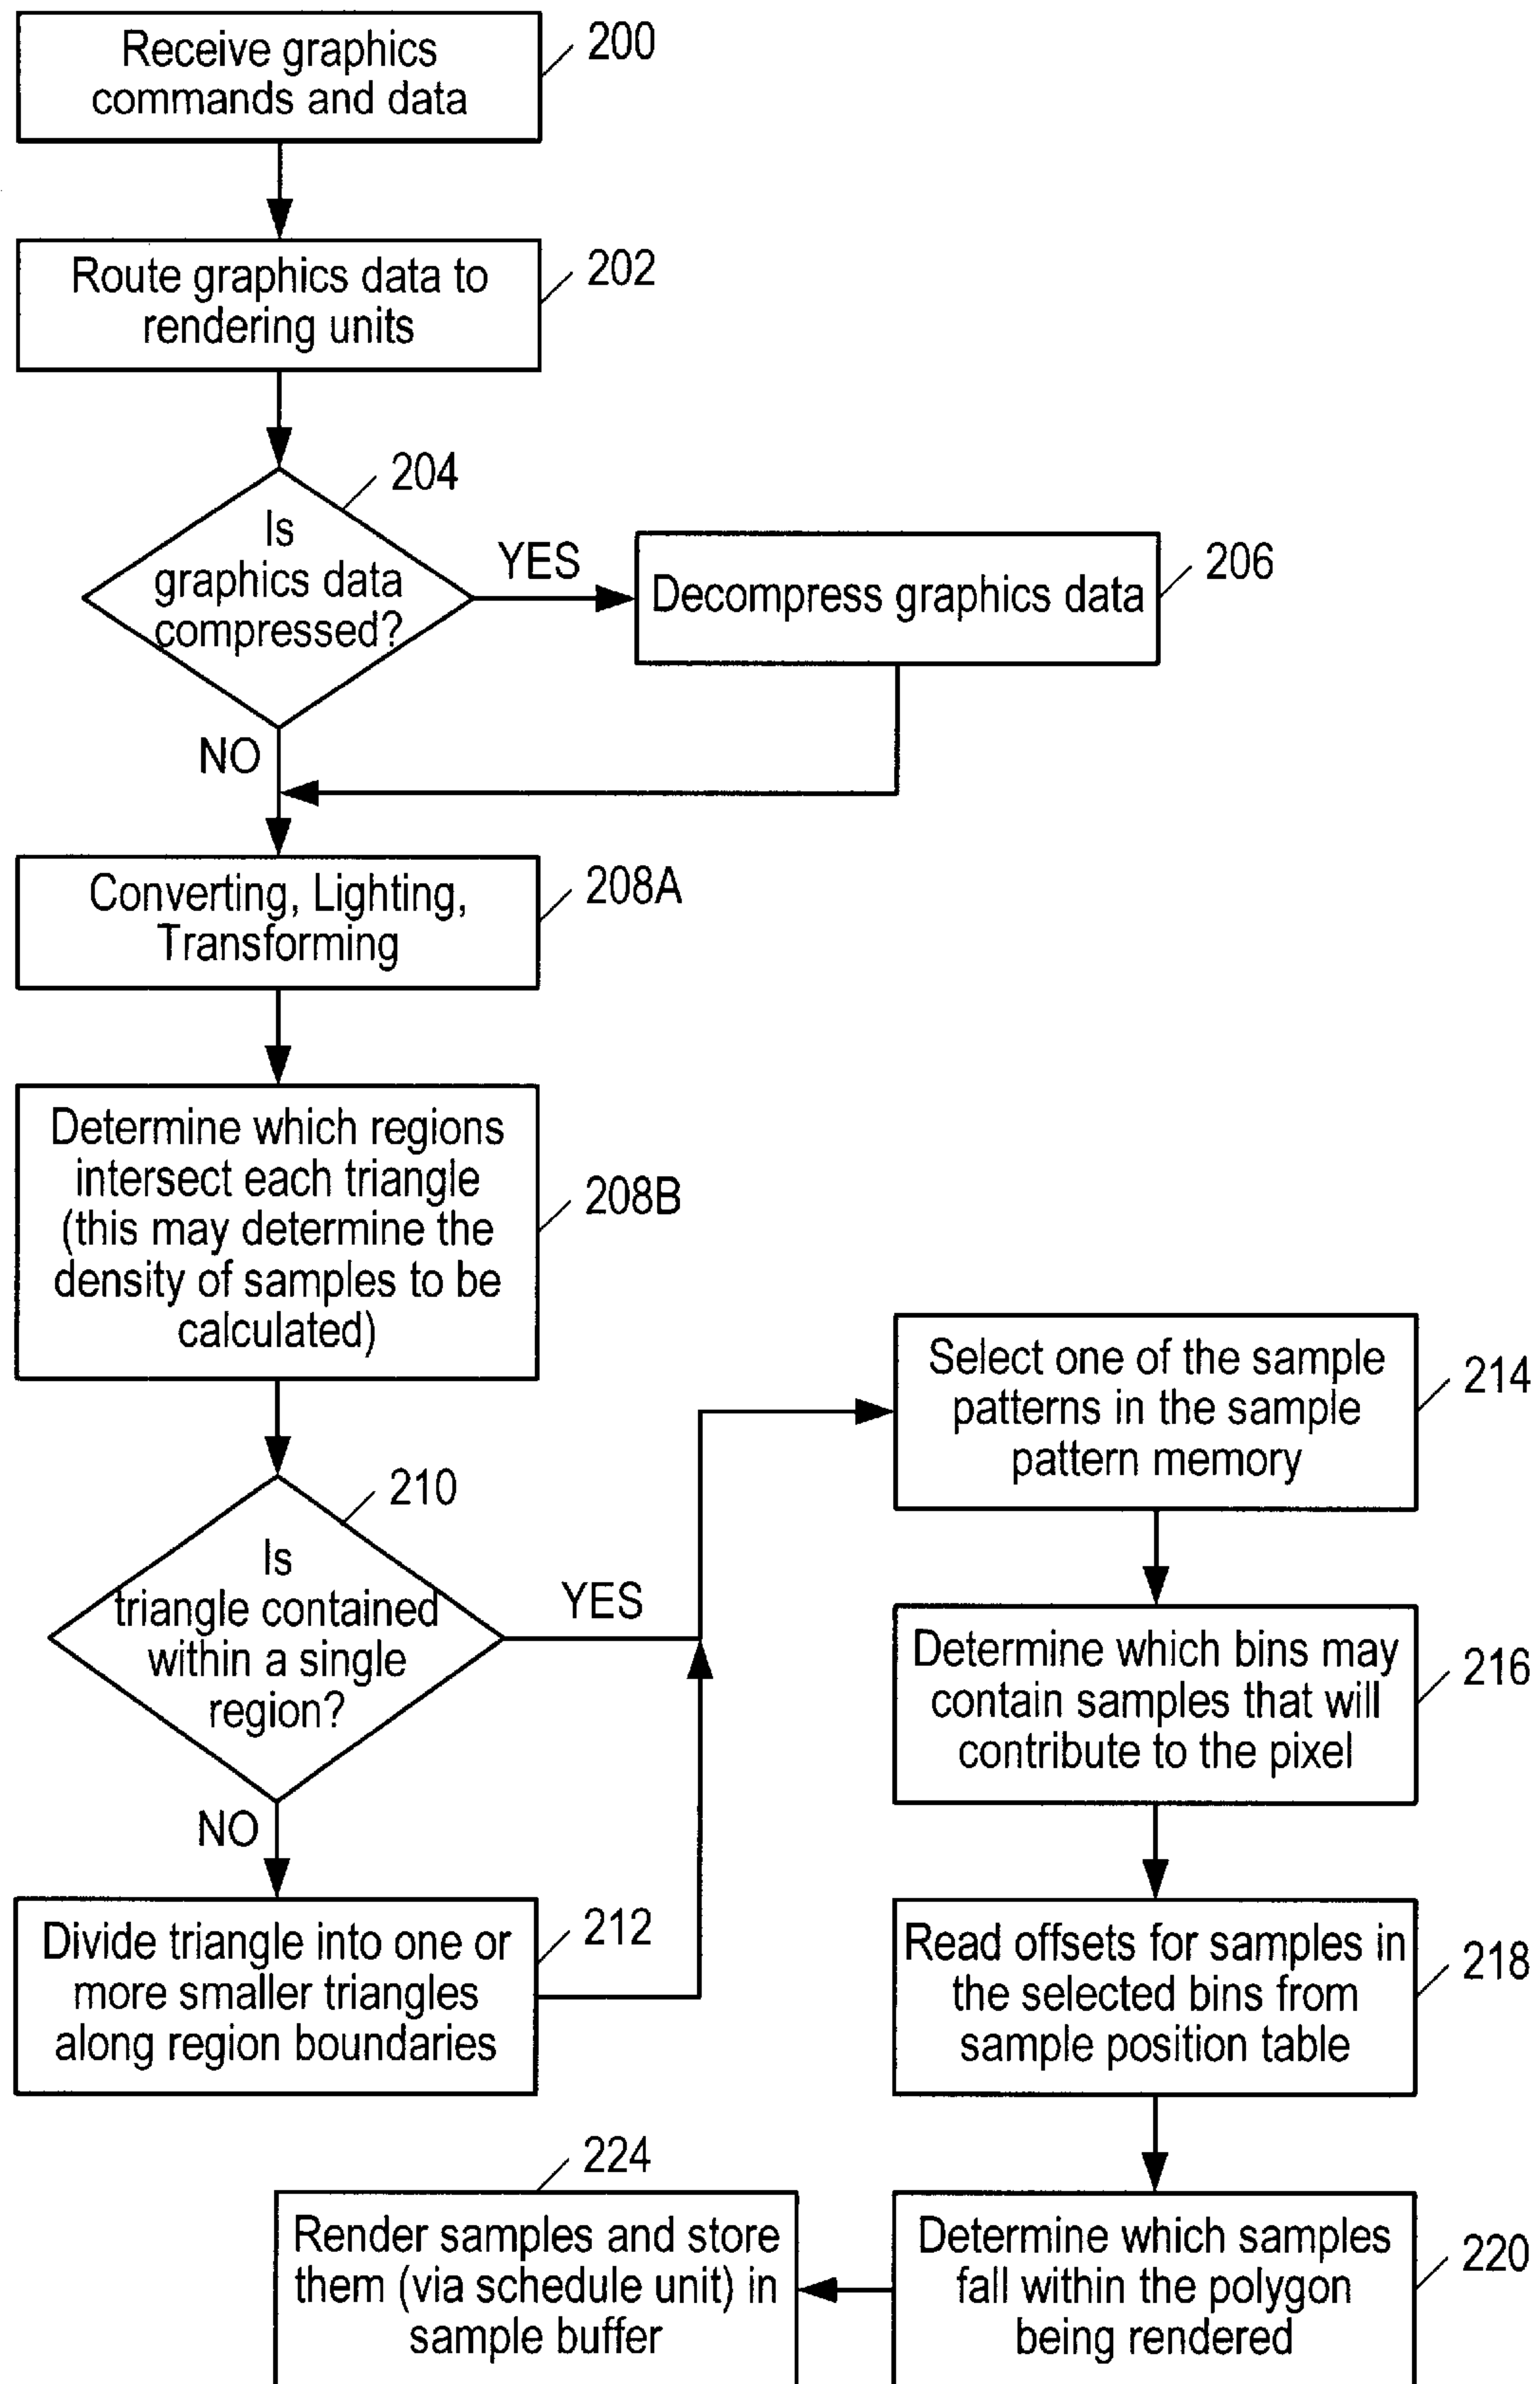 Receive graphics
commands and data
200
Route graphics data to
rendering units
202
204
Is
graphics data
compressed?
YES
Decompress graphics data
206
NO
Converting, Lighting,
Transforming
208A
Determine which regions
intersect each triangle
(this may determine the
density of samples to be
calculated)
208B
210
Is
triangle contained
within a single
region?
YES
NO
Divide triangle into one or
more smaller triangles
along region boundaries
212
Select one of the sample
patterns in the sample
pattern memory
214
Determine which bins may
contain samples that will
contribute to the pixel
216
Read offsets for samples in
the selected bins from
sample position table
218
Determine which samples
fall within the polygon
being rendered
220
224
Render samples and store
them (via schedule unit) in
sample buffer